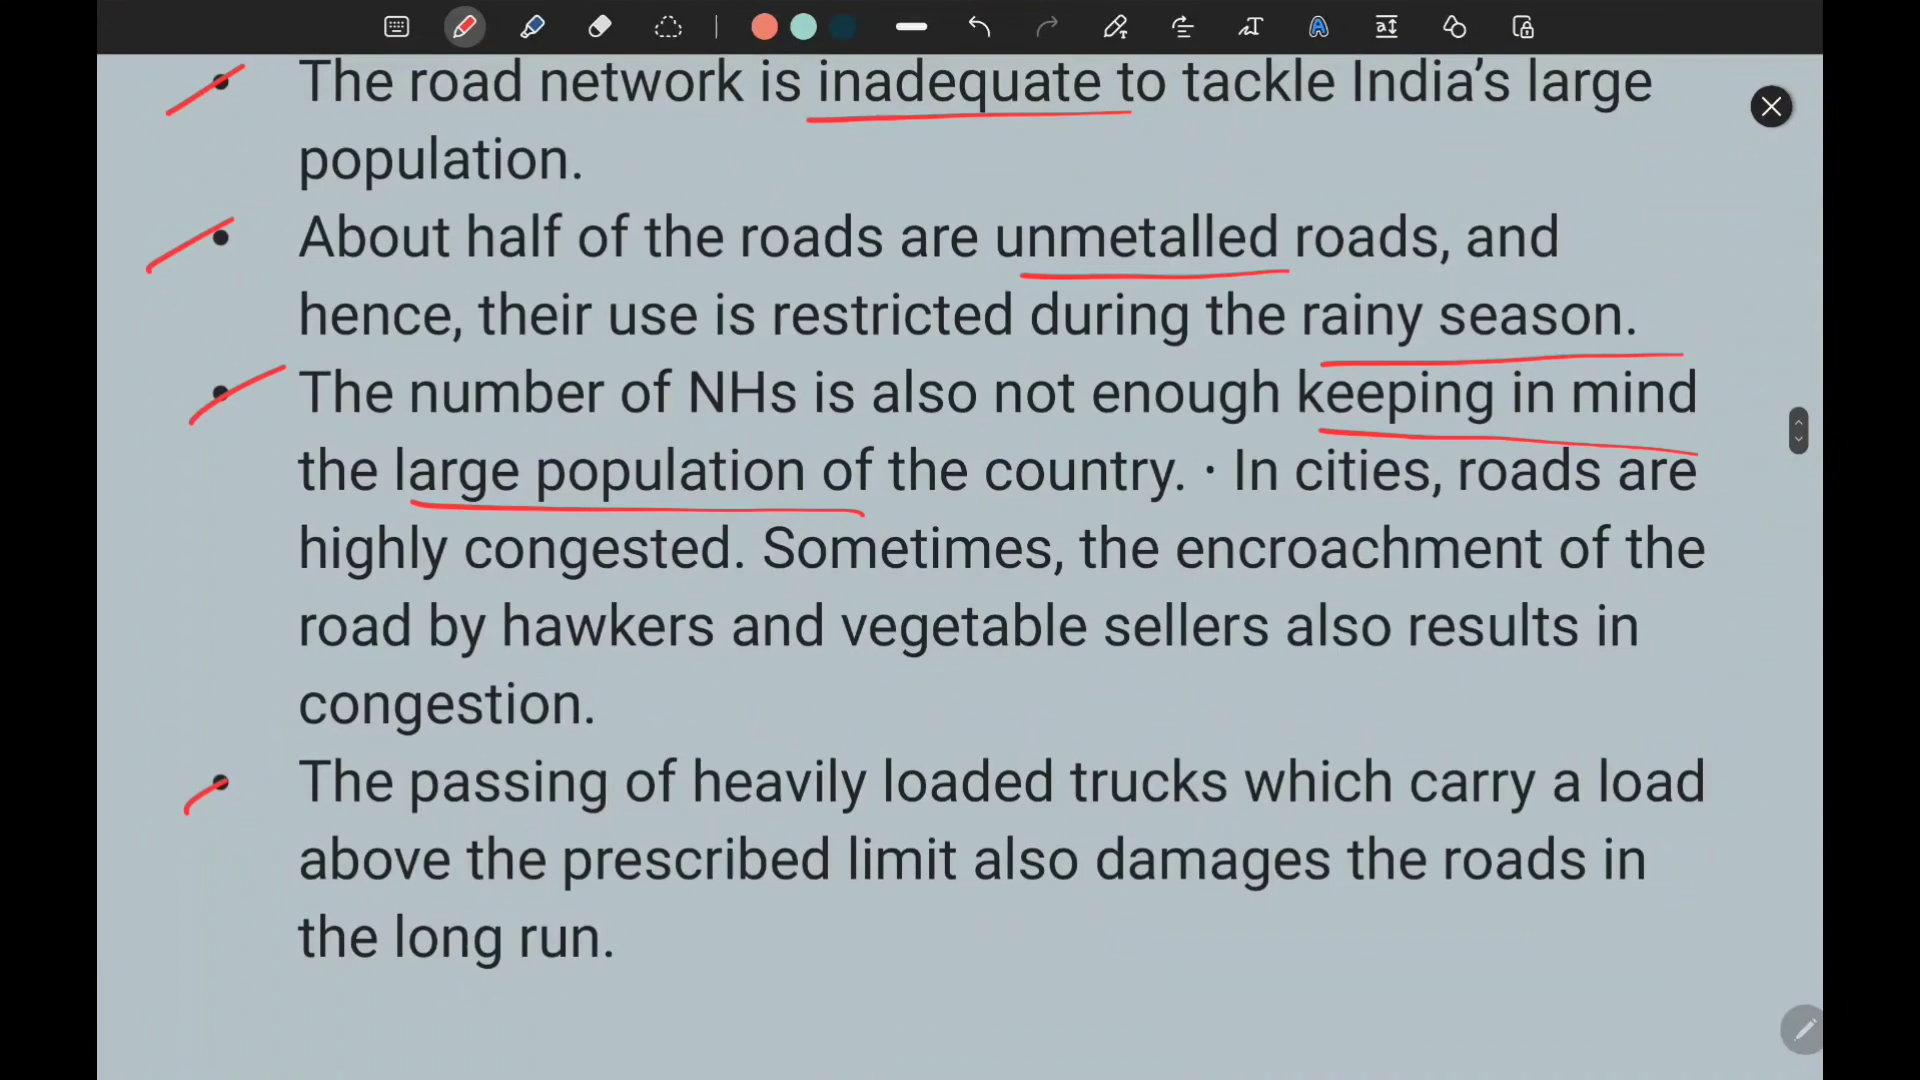 • The road network is inadequate to tackle India’s large
population.
• About half of the roads are unmetalled roads, and
hence, their use is restricted during the rainy season.
• The number of NHs is also not enough keeping in mind
the large population of the country. · In cities, roads are
highly congested. Sometimes, the encroachment of the
road by hawkers and vegetable sellers also results in
congestion.
• The passing of heavily loaded trucks which carry a load
above the prescribed limit also damages the roads in
the long run.